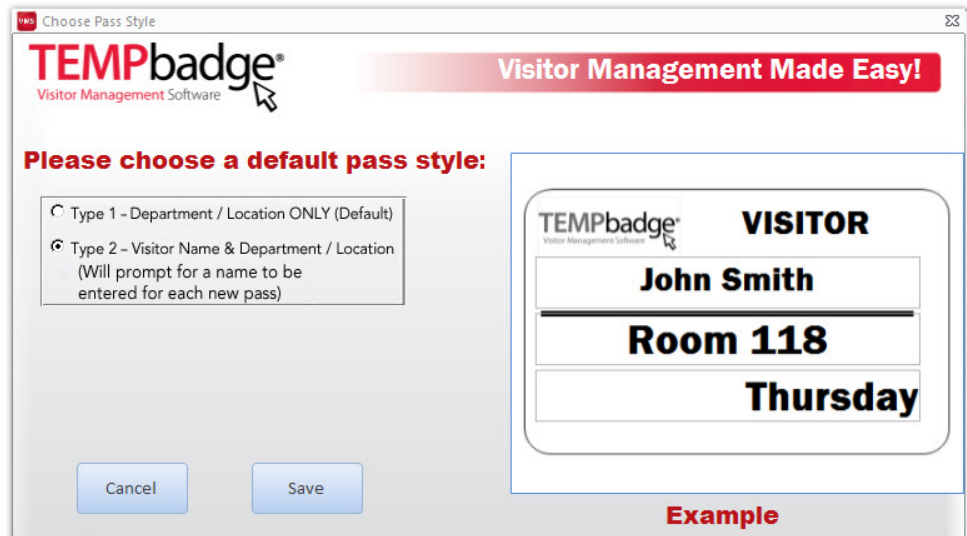 VMS Choose Pass Style
TEMPbadge®
Visitor Management Software
Visitor Management Made Easy!
Please choose a default pass style:
Type 1 – Department / Location ONLY (Default)
Type 2 – Visitor Name & Department / Location
(Will prompt for a name to be
entered for each new pass)
TEMPbadge®
Visitor Management Software
VISITOR
John Smith
Room 118
Thursday
Cancel
Save
Example